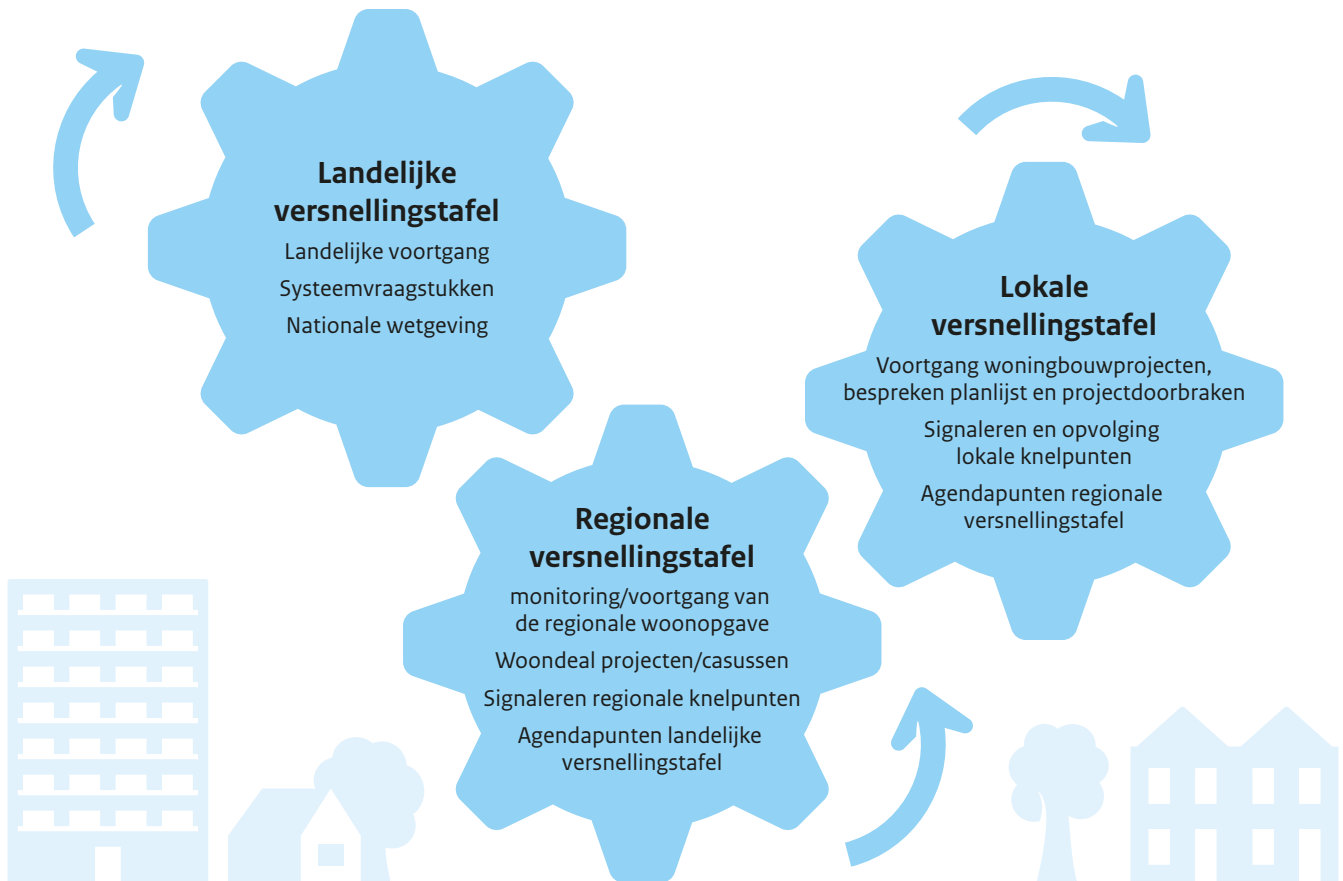 Landelijke
versnellingstafel
Landelijke voortgang
Systeemvraagstukken
Nationale wetgeving
Lokale
versnellingstafel
Voortgang woningbouwprojecten,
bespreken planlijst en projectdoorbraken
Signaleren en opvolging
lokale knelpunten
Agendapunten regionale
versnellingstafel
Regionale
versnellingstafel
monitoring/voortgang van
de regionale woonopgave
Woondeal projecten/casussen
Signaleren regionale knelpunten
Agendapunten landelijke
versnellingstafel